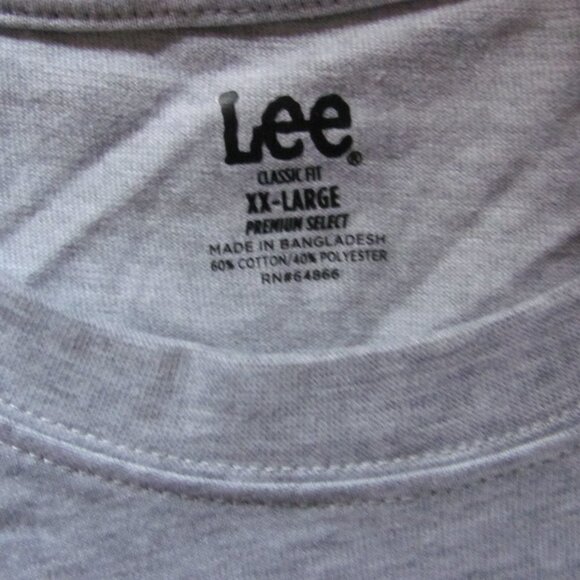 Lee®
CLASSIC FIT
XX-LARGE
PREMIUM SELECT
MADE IN BANGLADESH
60% COTTON/40% POLYESTER
RN#64866